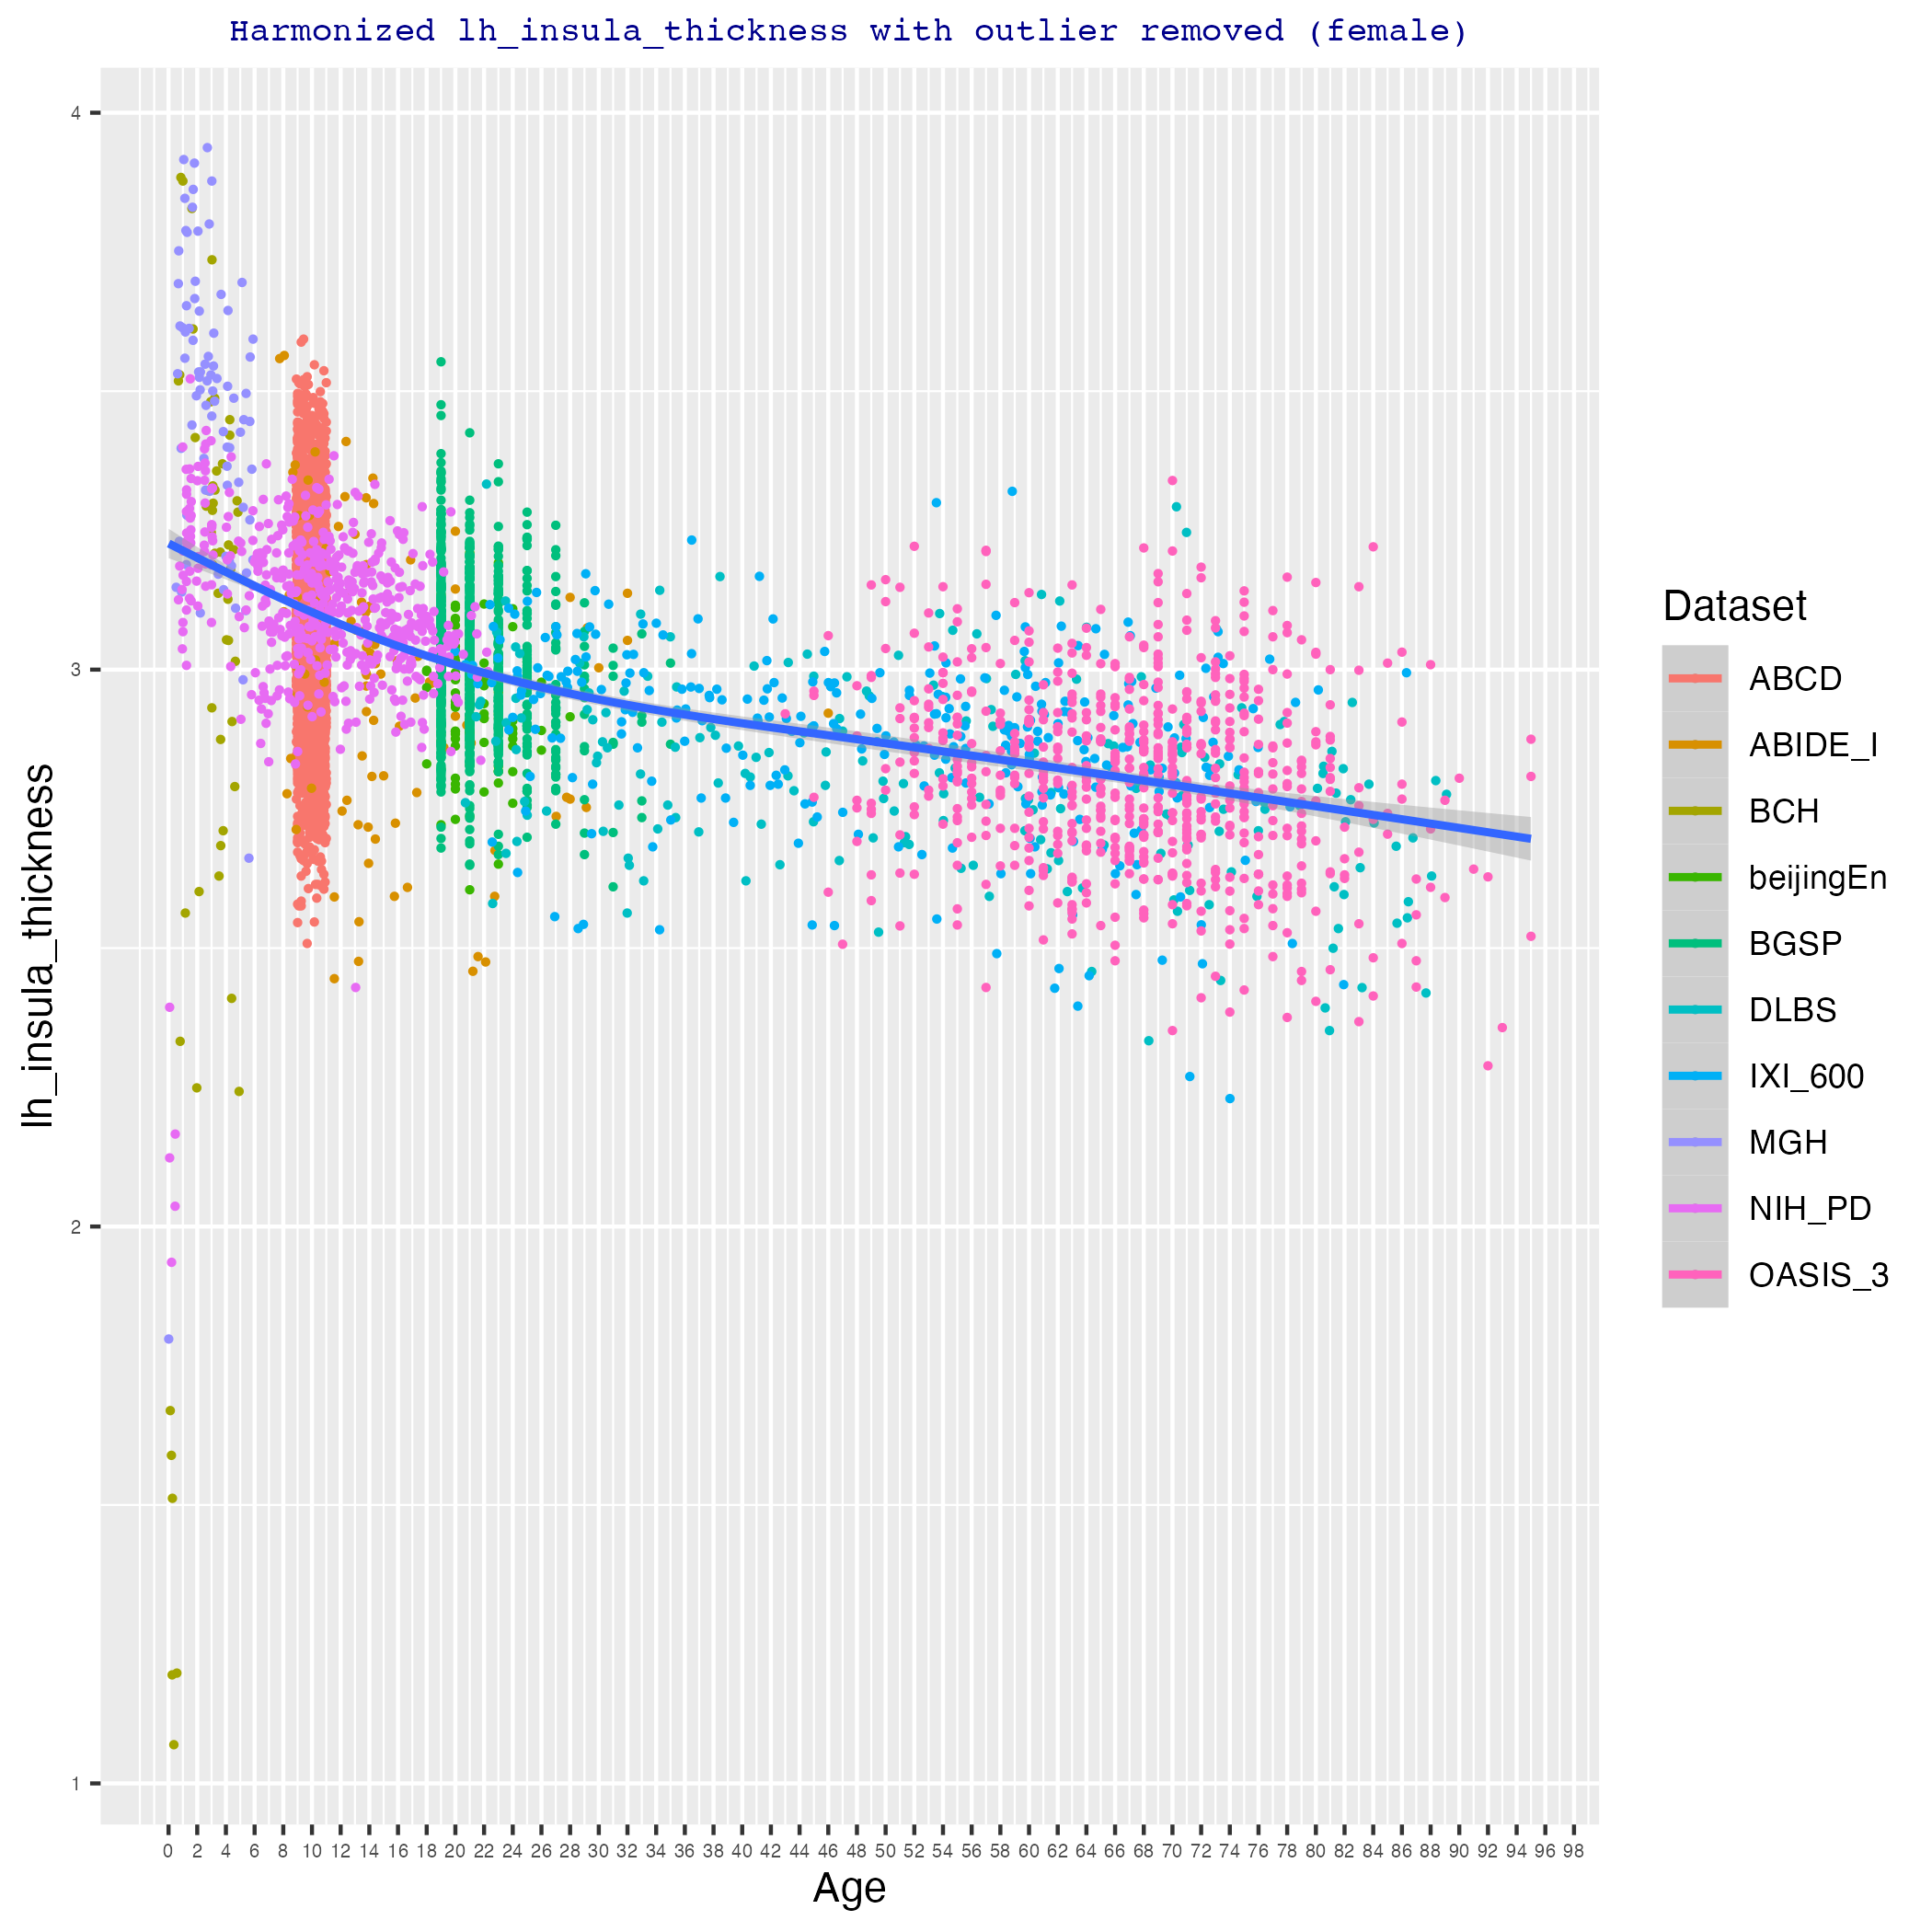 Harmonized lh_insula_thickness with outlier removed (female)
4
3
2
1
lh_insula_thickness
0 2 4 6 8 10 12 14 16 18 20 22 24 26 28 30 32 34 36 38 40 42 44 46 48 50 52 54 56 58 60 62 64 66 68 70 72 74 76 78 80 82 84 86 88 90 92 94 96 98
Age
Dataset
ABCD
ABIDE_I
BCH
beijingEn
BGSP
DLBS
IXI_600
MGH
NIH_PD
OASIS_3